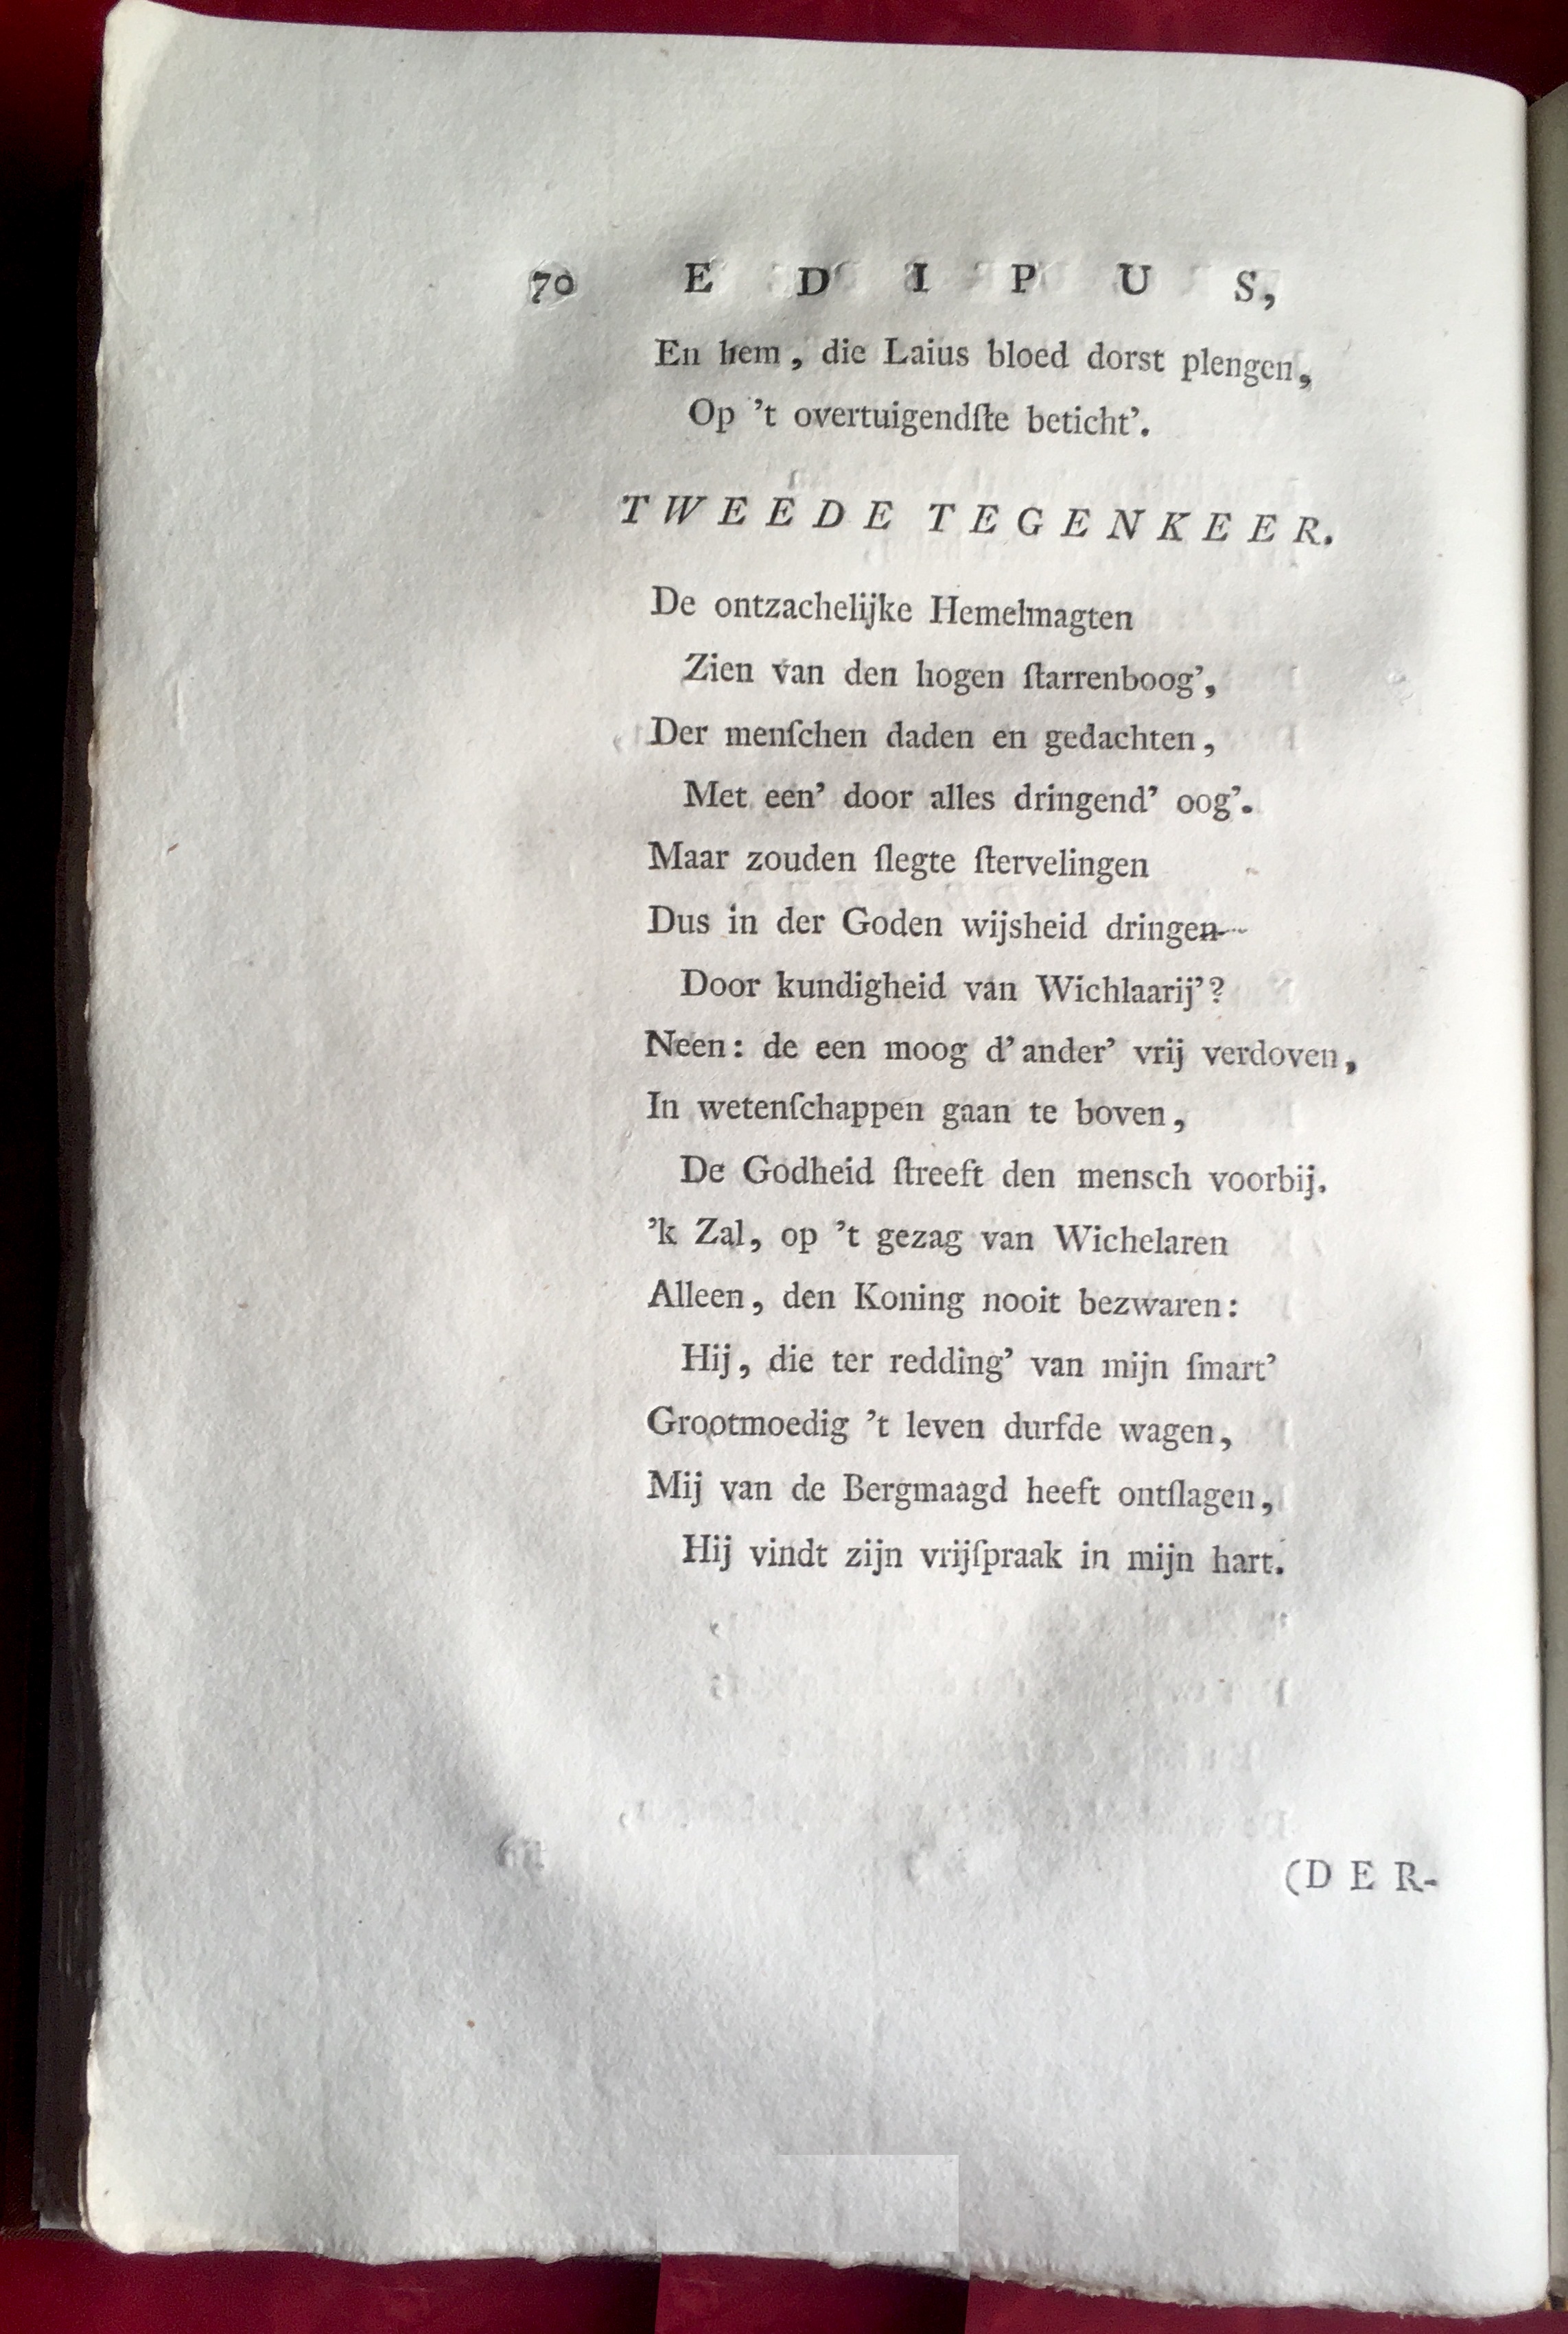 70 E D I P U S,
En hem, die Laius bloed dorst plengen,
Op 't overtuigendſte beticht'.
TWEEDE TEGENKEER.
De ontzachelijke Hemelmagten
Zien van den hogen ſtarrenboog',
Der menſchen daden en gedachten,
Met een' door alles dringend' oog'.
Maar zouden ſlegte ſtervelingen
Dus in der Goden wijsheid dringen
Door kundigheid van Wichlaarij'?
Neen: de een moog d'ander' vrij verdoven,
In wetenſchappen gaan te boven,
De Godheid ſtreeft den mensch voorbij.
'k Zal, op 't gezag van Wichelaren
Alleen, den Koning nooit bezwaren:
Hij, die ter redding' van mijn ſmart'
Grootmoedig 't leven durfde wagen,
Mij van de Bergmaagd heeft ontſlagen,
Hij vindt zijn vrijſpraak in mijn hart.
(DER-